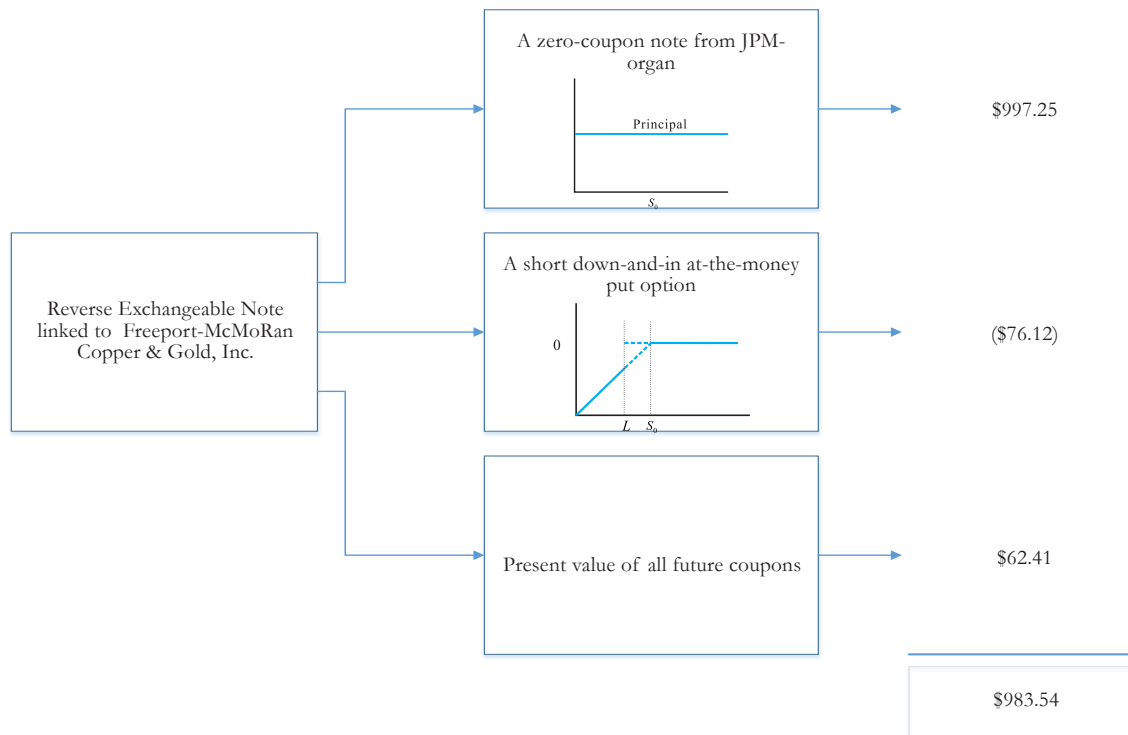 A zero-coupon note from JPM-
organ
Principal
S₀
$997.25
Reverse Exchangeable Note
linked to Freeport-McMoRan
Copper & Gold, Inc.
A short down-and-in at-the-money
put option
0
L S₀
($76.12)
Present value of all future coupons
$62.41
$983.54